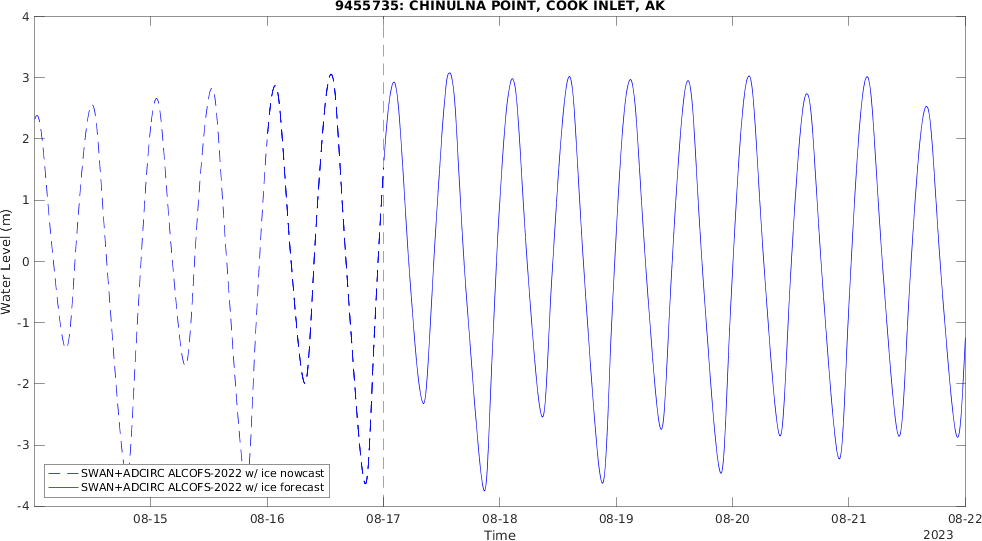 9455735: CHINULNA POINT, COOK INLET, AK
Water Level (m)
4
3
2
1
0
-1
-2
-3
-4
SWAN+ADCIRC ALCOFS-2022 w/ ice nowcast
SWAN+ADCIRC ALCOFS-2022 w/ ice forecast
08-15 08-16 08-17 08-18 08-19 08-20 08-21 08-22
Time
2023